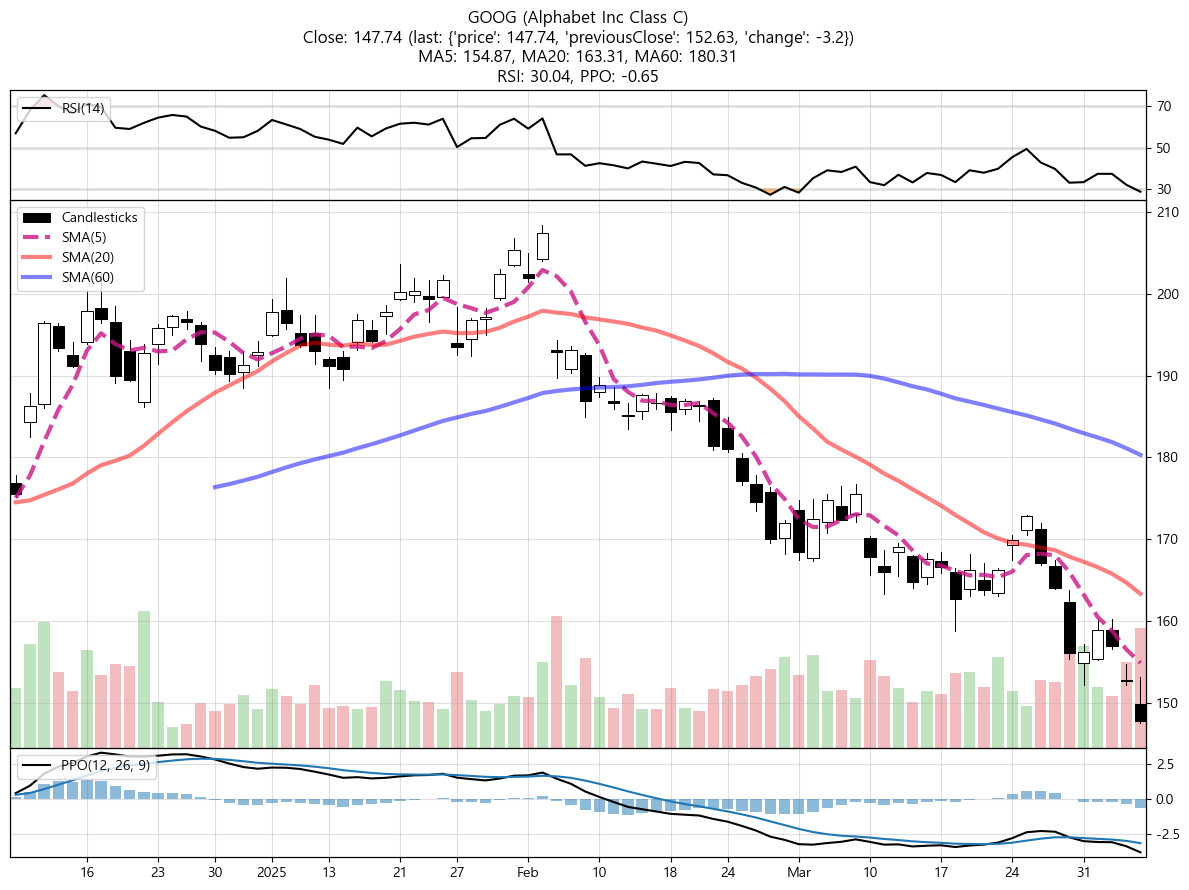 GOOG (Alphabet Inc Class C)
Close: 147.74 (last: {'price': 147.74, 'previousClose': 152.63, 'change': -3.2})
MA5: 154.87, MA20: 163.31, MA60: 180.31
RSI: 30.04, PPO: -0.65
RSI(14)
70
50
30
Candlesticks
SMA(5)
SMA(20)
SMA(60)
210
200
190
180
170
160
150
PPO(12, 26, 9)
2.5
0.0
−2.5
16 23 30 2025 13 21 27 Feb 10 18 24 Mar 10 17 24 31